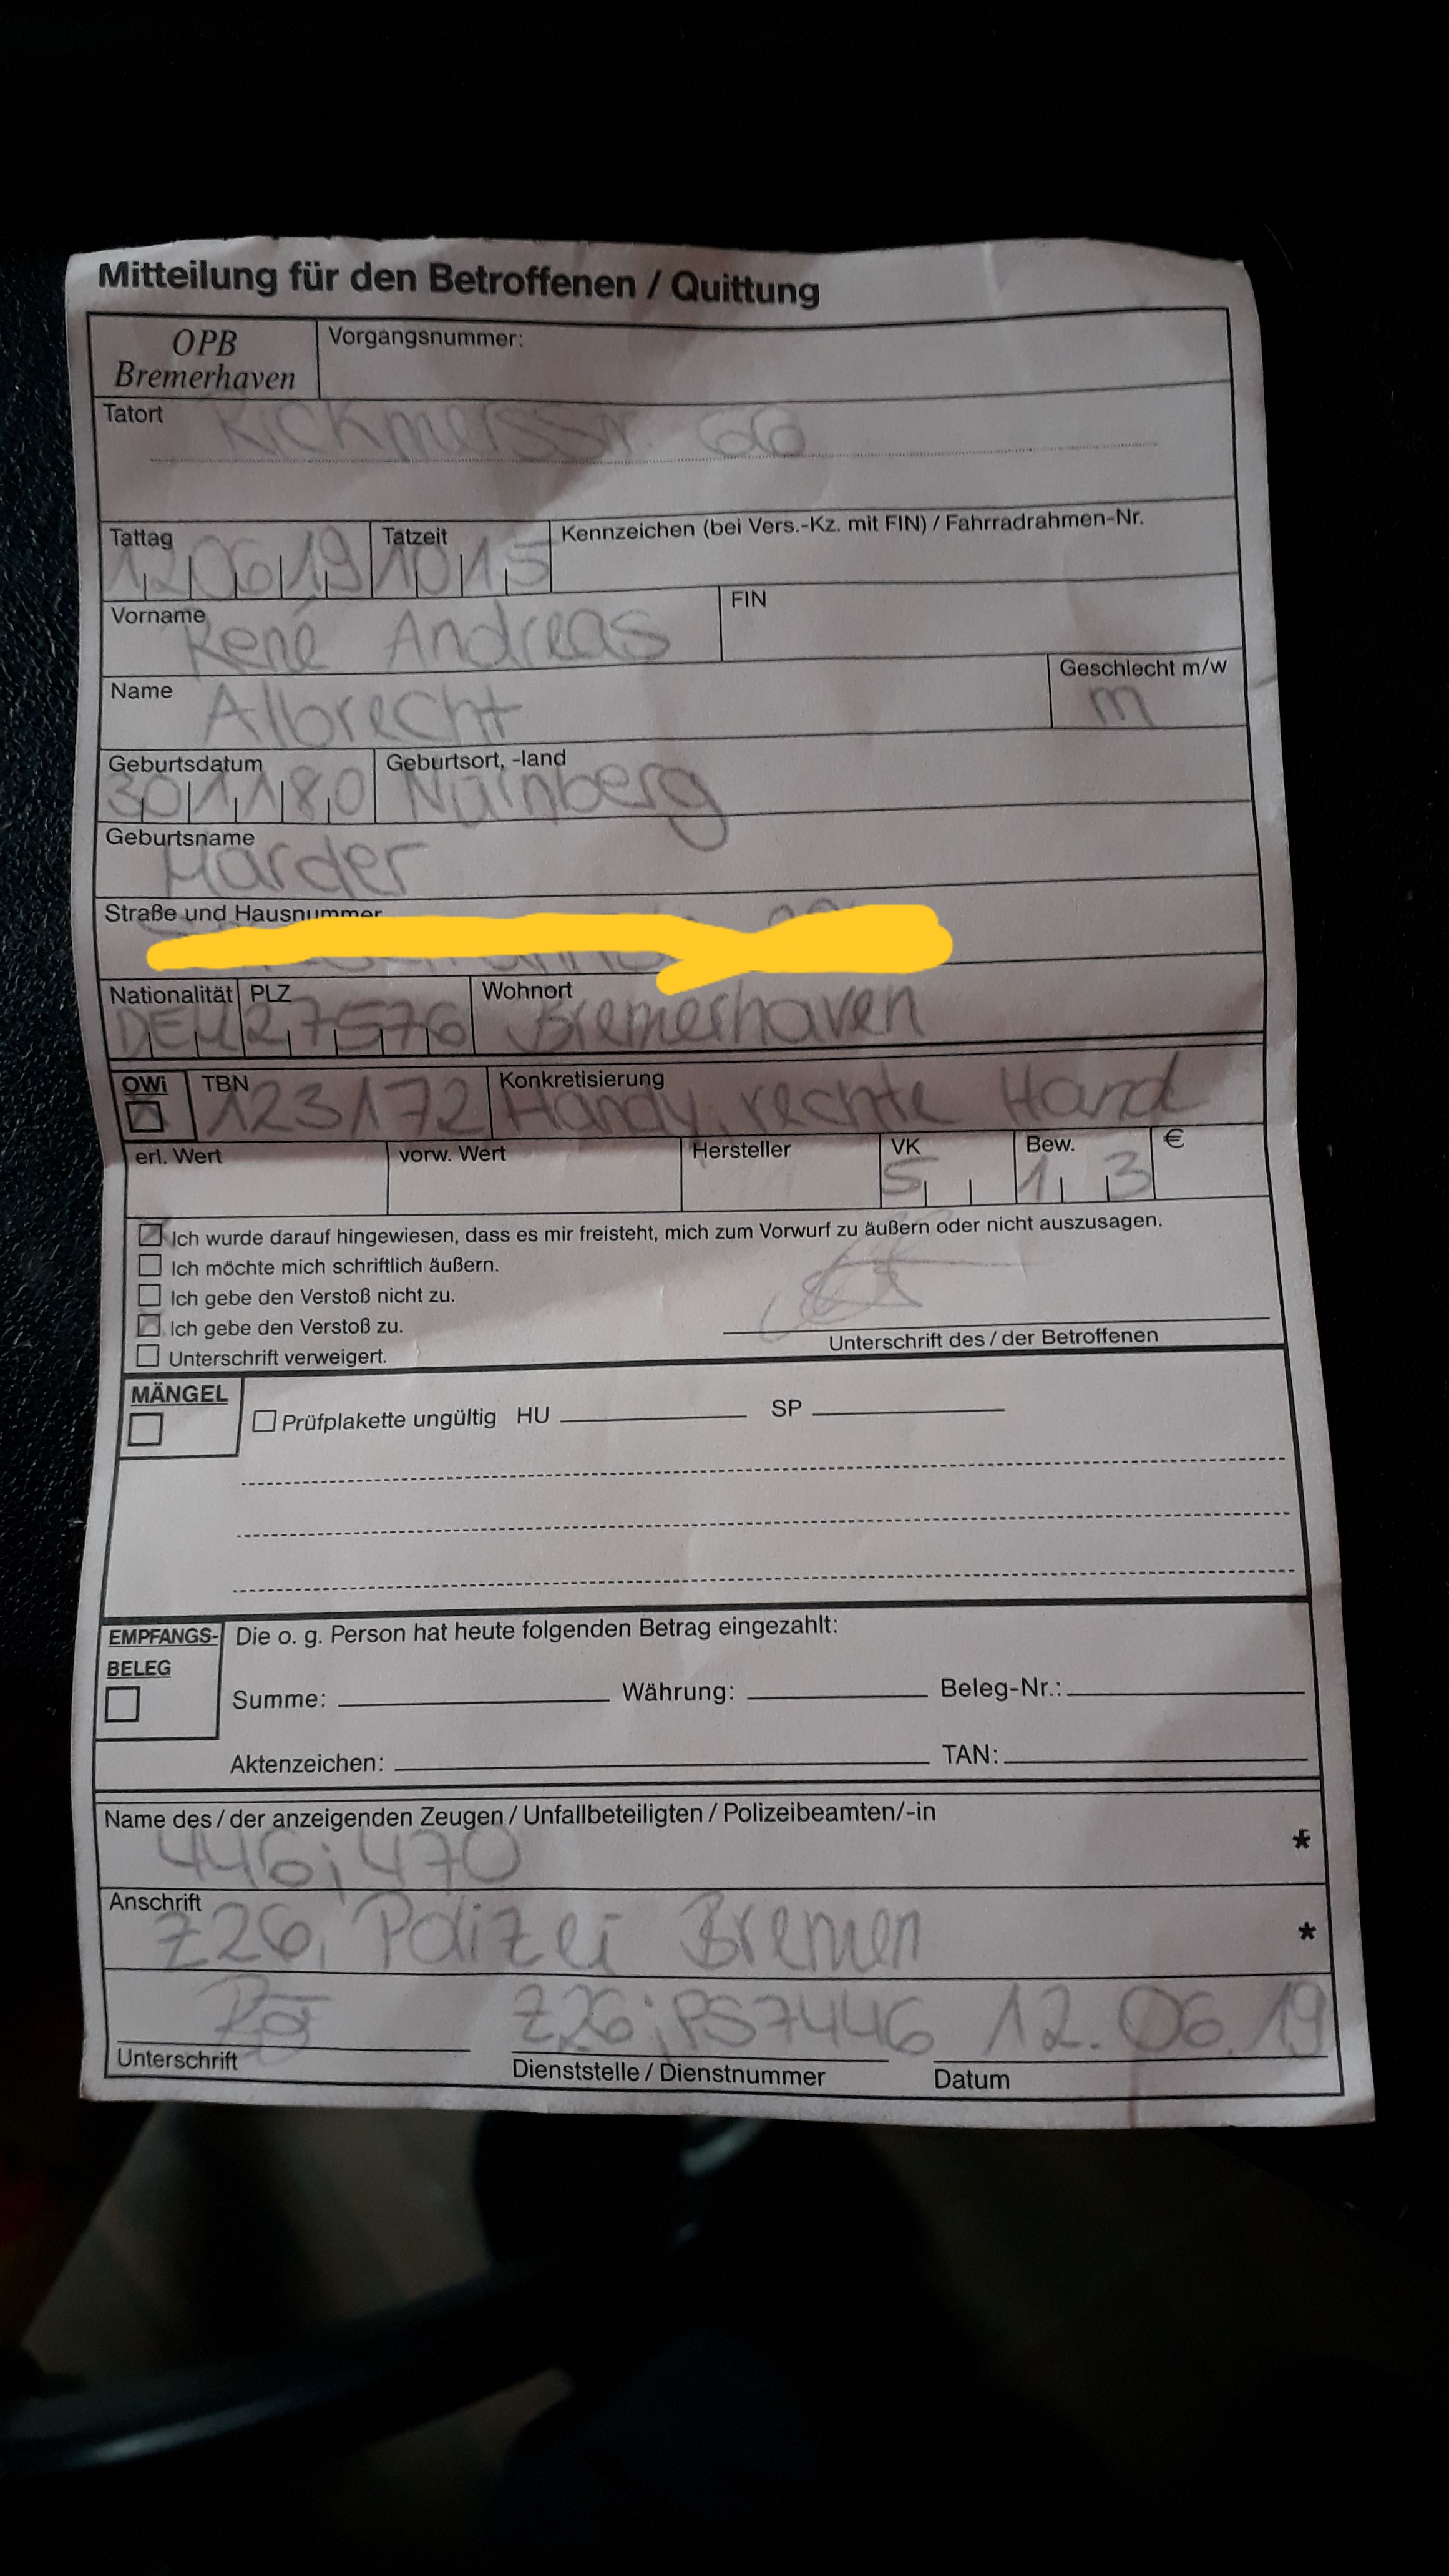 Mitteilung für den Betroffenen / Quittung
OPB
Bremerhaven
Vorgangsnummer:
Tatort
Rickmersstr. 66
Tattag
12 06 19
Tatzeit
10 15
Kennzeichen (bei Vers.-Kz. mit FIN) / Fahrradrahmen-Nr.
Vorname
René Andreas
FIN
Name
Albrecht
Geschlecht m/w
m
Geburtsdatum
30 11 80
Geburtsort, -land
Nürnberg
Geburtsname
Harder
Straße und Hausnummer
Nationalität
DEU
PLZ
27576
Wohnort
Bremerhaven
OWi
TBN
123172
Konkretisierung
Handy, rechte Hand
erl. Wert
vorw. Wert
Hersteller
VK
5
Bew.
1 3
€
Ich wurde darauf hingewiesen, dass es mir freisteht, mich zum Vorwurf zu äußern oder nicht auszusagen.
Ich möchte mich schriftlich äußern.
Ich gebe den Verstoß nicht zu.
Ich gebe den Verstoß zu.
Unterschrift verweigert.
Unterschrift des / der Betroffenen
MÄNGEL
Prüfplakette ungültig HU
SP
EMPFANGS-
BELEG
Die o. g. Person hat heute folgenden Betrag eingezahlt:
Summe:
Währung:
Beleg-Nr.:
Aktenzeichen:
TAN:
Name des / der anzeigenden Zeugen / Unfallbeteiligten / Polizeibeamten/-in
446; 470
*
Anschrift
Z26, Polizei Bremen
*
Z26; PS7446
12.06.19
Unterschrift
Dienststelle / Dienstnummer
Datum